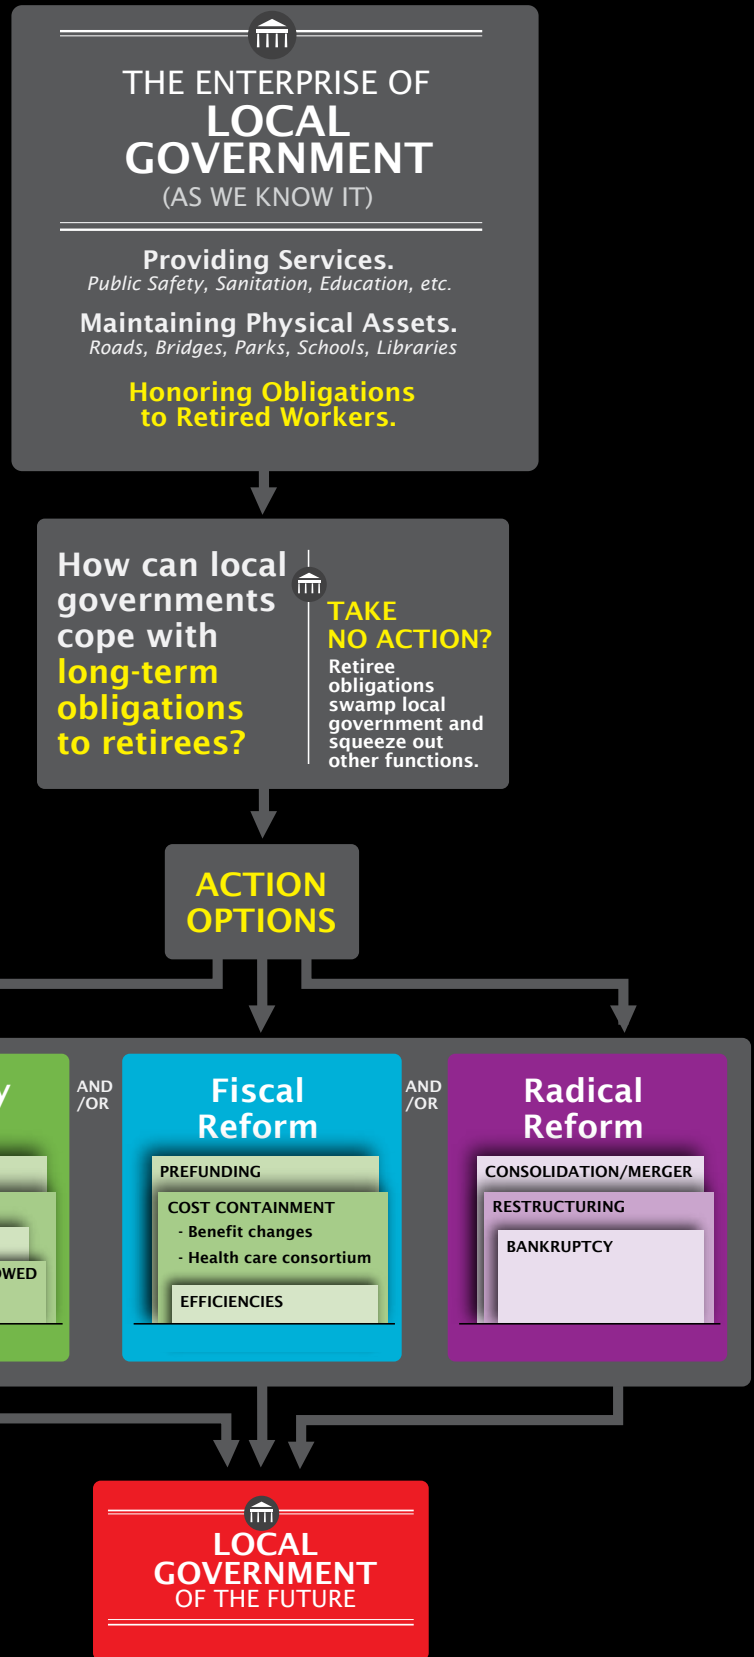 THE ENTERPRISE OF
LOCAL
GOVERNMENT
(AS WE KNOW IT)
Providing Services.
Public Safety, Sanitation, Education, etc.
Maintaining Physical Assets.
Roads, Bridges, Parks, Schools, Libraries
Honoring Obligations
to Retired Workers.
How can local
governments
cope with
long-term
obligations
to retirees?
TAKE
NO ACTION?
Retiree
obligations
swamp local
government and
squeeze out
other functions.
ACTION
OPTIONS
AND
/OR
Fiscal
Reform
PREFUNDING
COST CONTAINMENT
- Benefit changes
- Health care consortium
EFFICIENCIES
AND
/OR
Radical
Reform
CONSOLIDATION/MERGER
RESTRUCTURING
BANKRUPTCY
LOCAL
GOVERNMENT
OF THE FUTURE